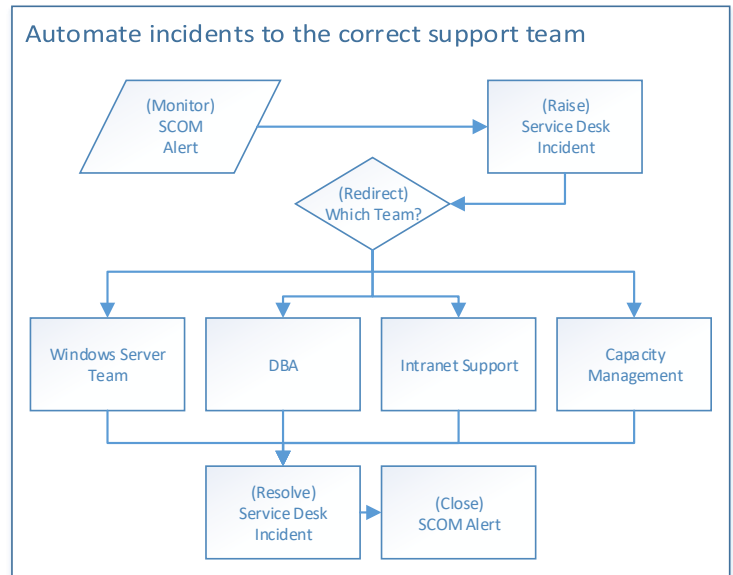 Automate incidents to the correct support team
(Monitor)
SCOM
Alert
(Raise)
Service Desk
Incident
(Redirect)
Which Team?
Windows Server
Team
DBA
Intranet Support
Capacity
Management
(Resolve)
Service Desk
Incident
(Close)
SCOM Alert